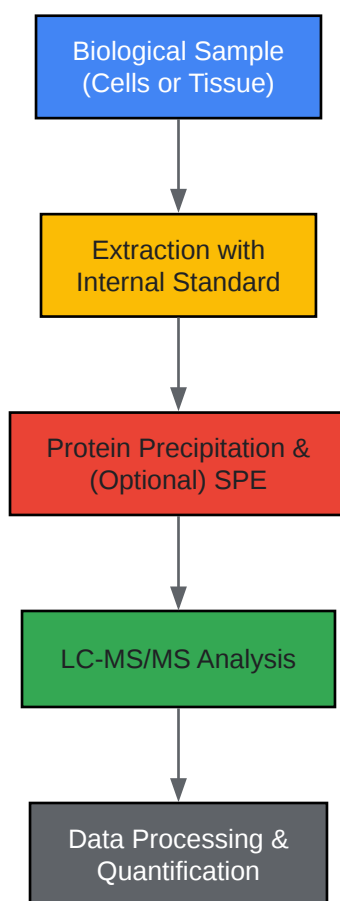 Biological Sample
(Cells or Tissue)
Extraction with
Internal Standard
Protein Precipitation &
(Optional) SPE
LC-MS/MS Analysis
Data Processing &
Quantification